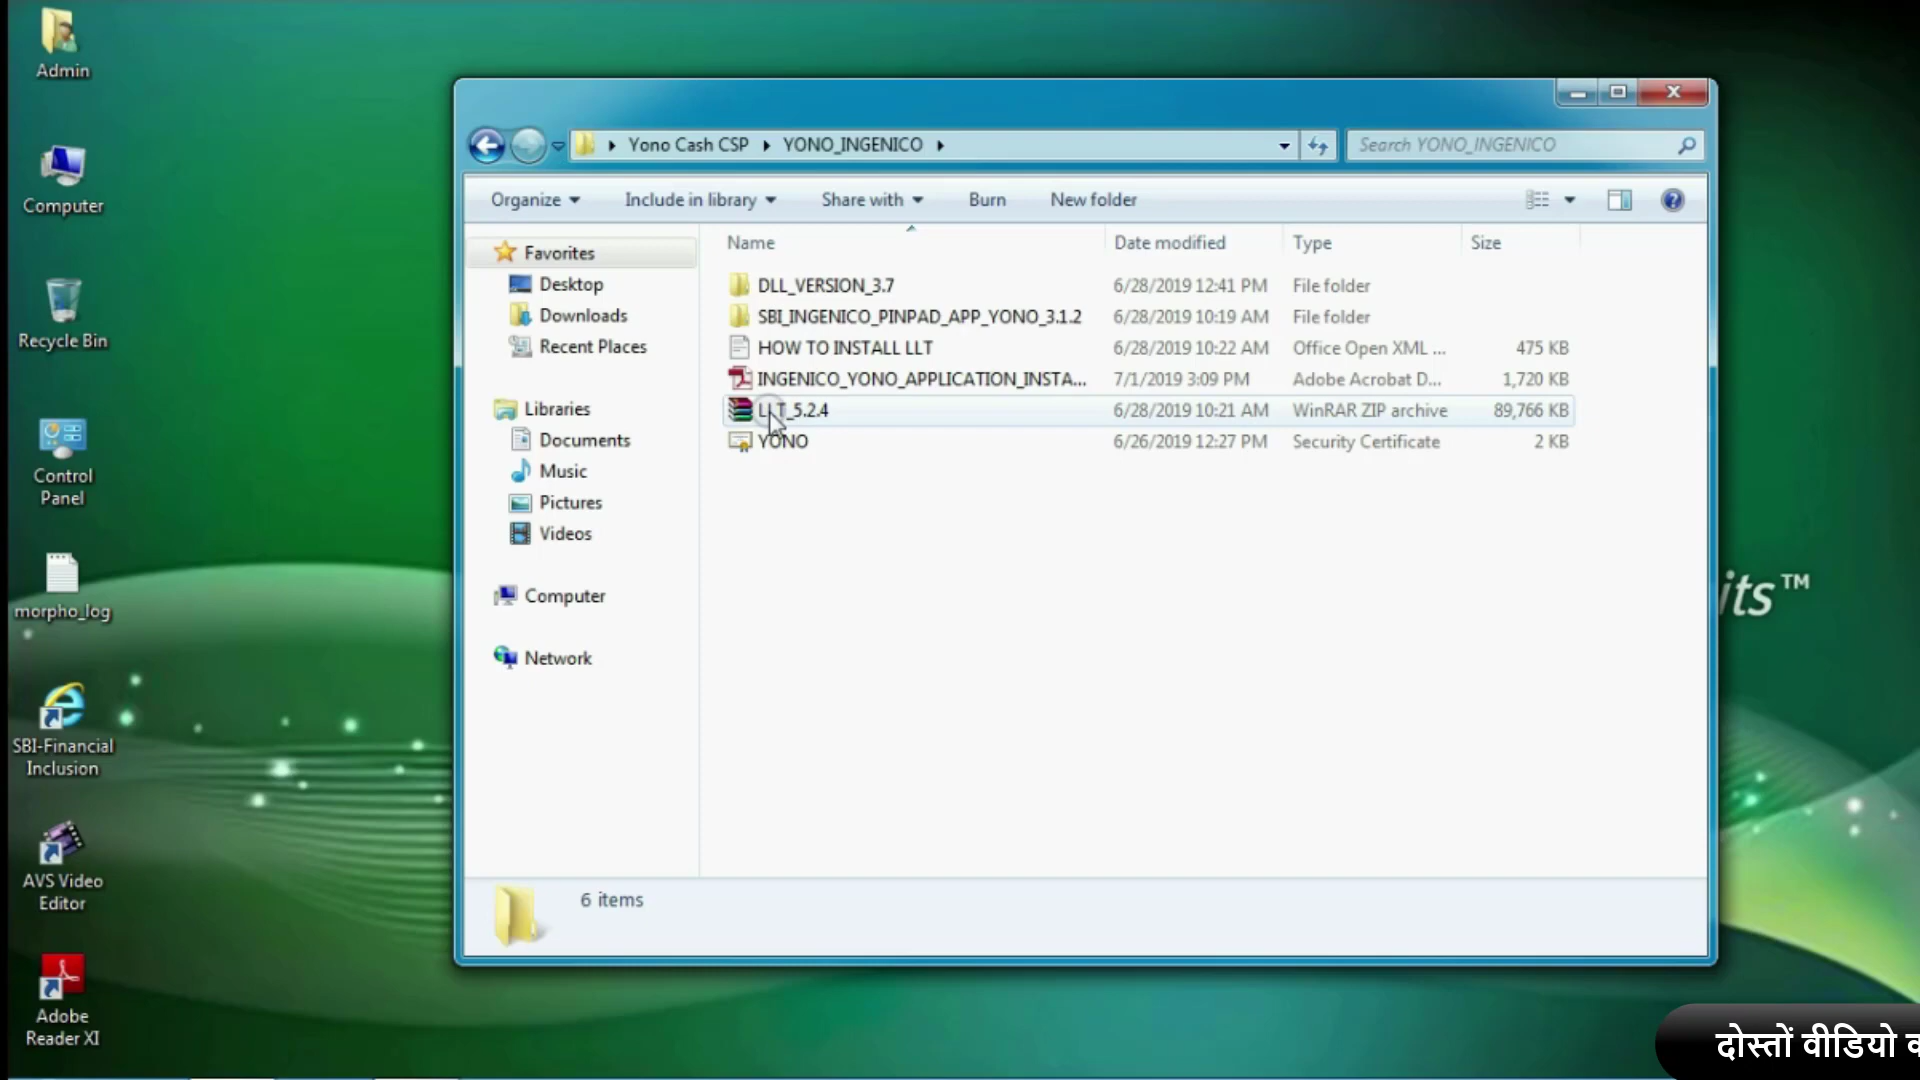 Admin
Computer
Recycle Bin
Control
Panel
morpho_log
SBI-Financial
Inclusion
AVS Video
Editor
Adobe
Reader XI
Yono Cash CSP YONO_INGENICO
Search YONO_INGENICO
Organize Include in library Share with Burn New folder
Favorites
Desktop
Downloads
Recent Places
Libraries
Documents
Music
Pictures
Videos
Computer
Network
Name Date modified Type Size
DLL_VERSION_3.7 6/28/2019 12:41 PM File folder
SBI_INGENICO_PINPAD_APP_YONO_3.1.2 6/28/2019 10:19 AM File folder
HOW TO INSTALL LLT 6/28/2019 10:22 AM Office Open XML ... 475 KB
INGENICO_YONO_APPLICATION_INSTA... 7/1/2019 3:09 PM Adobe Acrobat D... 1,720 KB
LLT_5.2.4 6/28/2019 10:21 AM WinRAR ZIP archive 89,766 KB
YONO 6/26/2019 12:27 PM Security Certificate 2 KB
6 items
its™
दोस्तों वीडियो